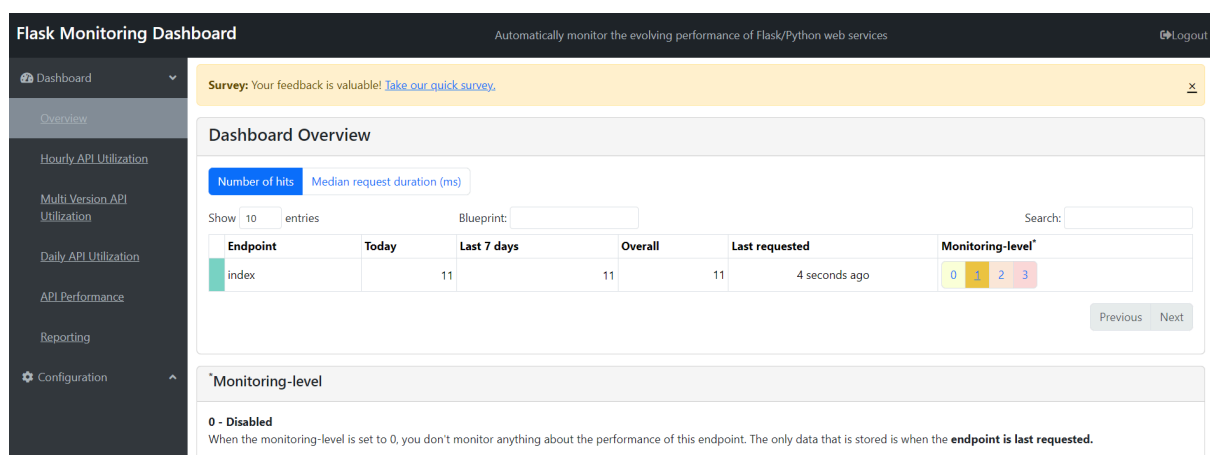 Flask Monitoring Dashboard
Automatically monitor the evolving performance of Flask/Python web services
Logout
Dashboard
Overview
Hourly API Utilization
Multi Version API
Utilization
Daily API Utilization
API Performance
Reporting
Configuration
Survey: Your feedback is valuable! Take our quick survey.
×
Dashboard Overview
Number of hits Median request duration (ms)
Show 10 entries Blueprint: Search:
Endpoint Today Last 7 days Overall Last requested Monitoring-level*
index 11 11 11 4 seconds ago 0 1 2 3
Previous Next
*Monitoring-level
0 - Disabled
When the monitoring-level is set to 0, you don't monitor anything about the performance of this endpoint. The only data that is stored is when the endpoint is last requested.